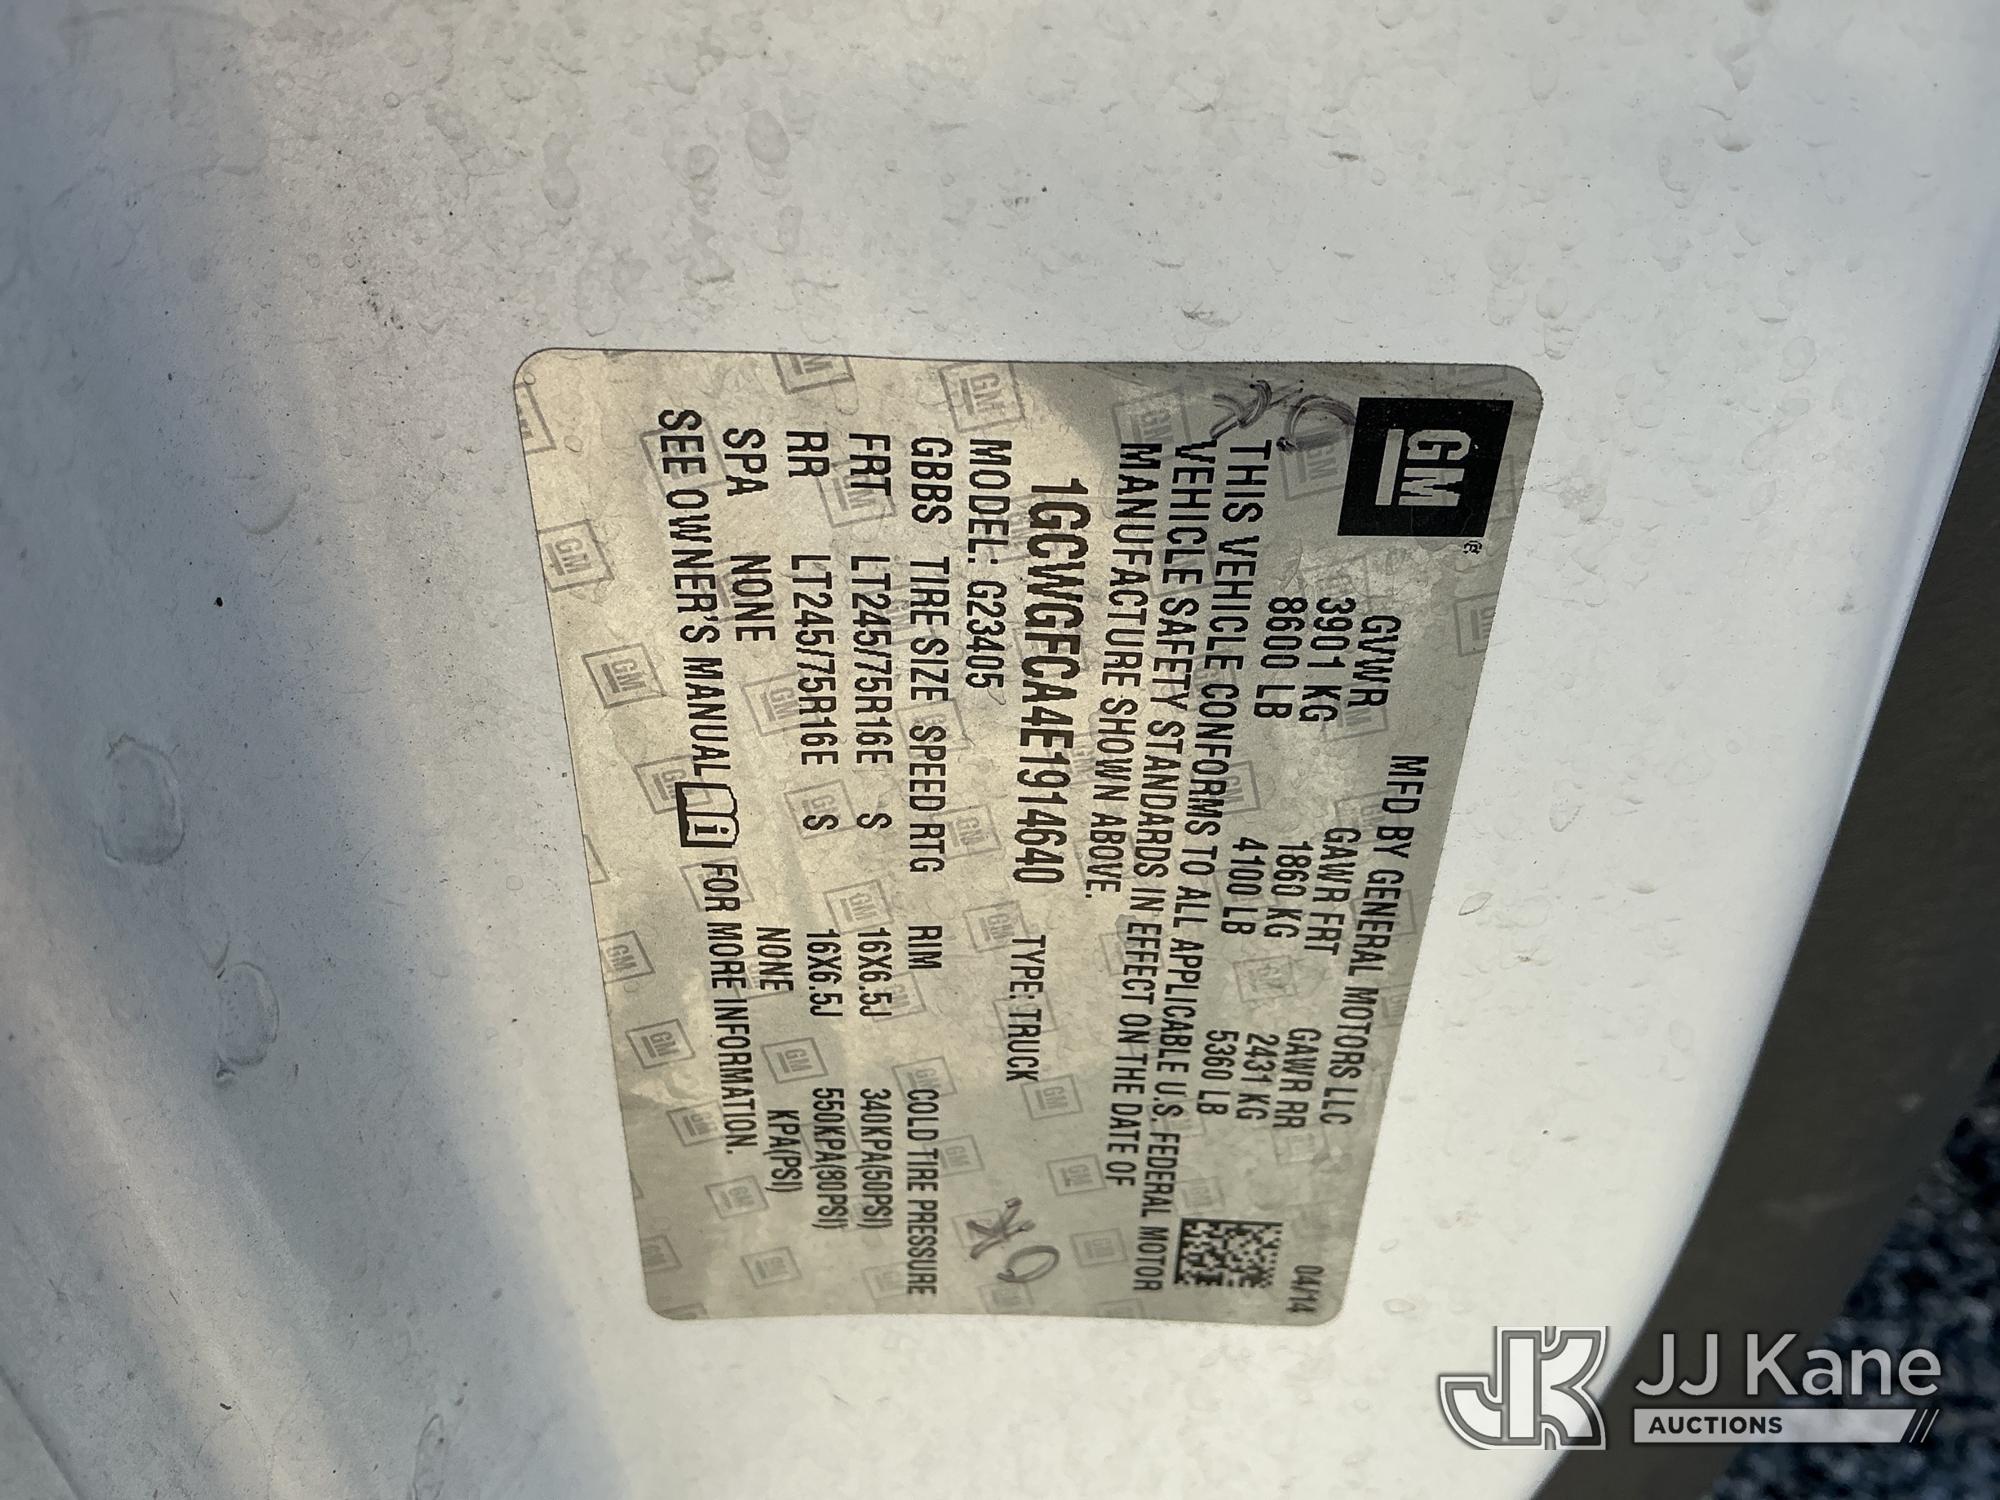 GM
MFD BY GENERAL MOTORS LLC 04/14
GVWR GAWR FRT GAWR RR
3901 KG 1860 KG 2431 KG
8600 LB 4100 LB 5360 LB
THIS VEHICLE CONFORMS TO ALL APPLICABLE U.S. FEDERAL MOTOR
VEHICLE SAFETY STANDARDS IN EFFECT ON THE DATE OF
MANUFACTURE SHOWN ABOVE.
1GCWGFCA4E1914640 TYPE: TRUCK
MODEL: G23405
GBBS TIRE SIZE SPEED RTG RIM COLD TIRE PRESSURE
FRT LT245/75R16E S 16X6.5J 340KPA(50PSI)
RR LT245/75R16E S 16X6.5J 550KPA(80PSI)
SPA NONE NONE KPA(PSI)
SEE OWNER'S MANUAL i FOR MORE INFORMATION.
OK
OK
JK JJ Kane
AUCTIONS